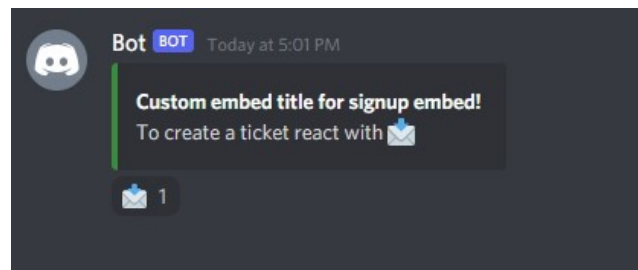 Bot BOT Today at 5:01 PM
Custom embed title for signup embed!
To create a ticket react with 📩
📩 1